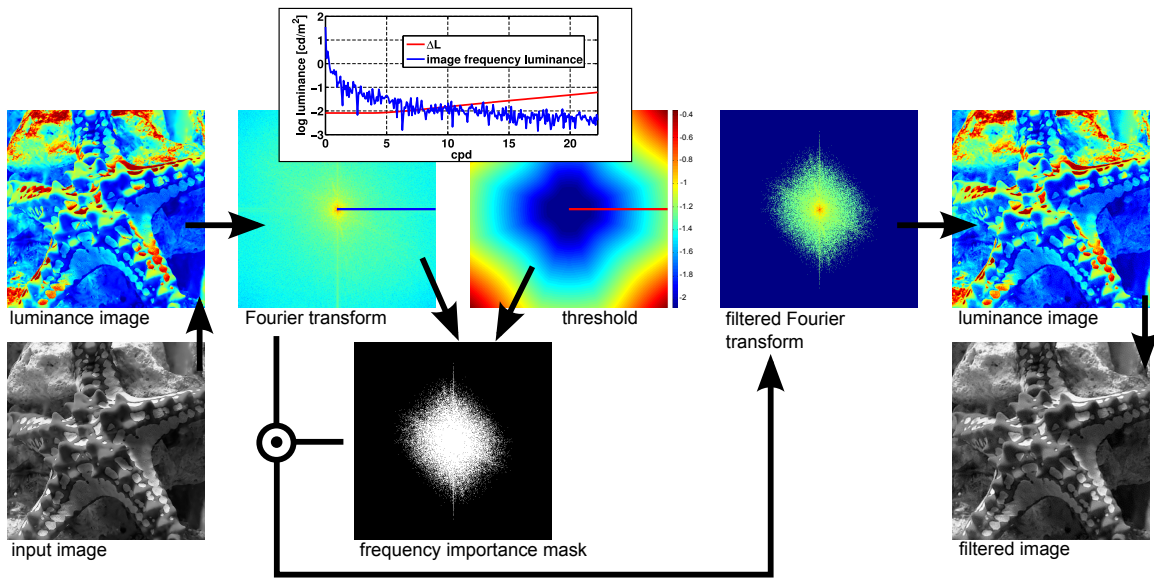 log luminance [cd/m²]
2
1
0
−1
−2
−3
ΔL
image frequency luminance
0
5
10
15
20
cpd
-0.4
-0.6
-0.8
-1
-1.2
-1.4
-1.6
-1.8
-2
luminance image
Fourier transform
threshold
filtered Fourier
transform
luminance image
input image
frequency importance mask
filtered image